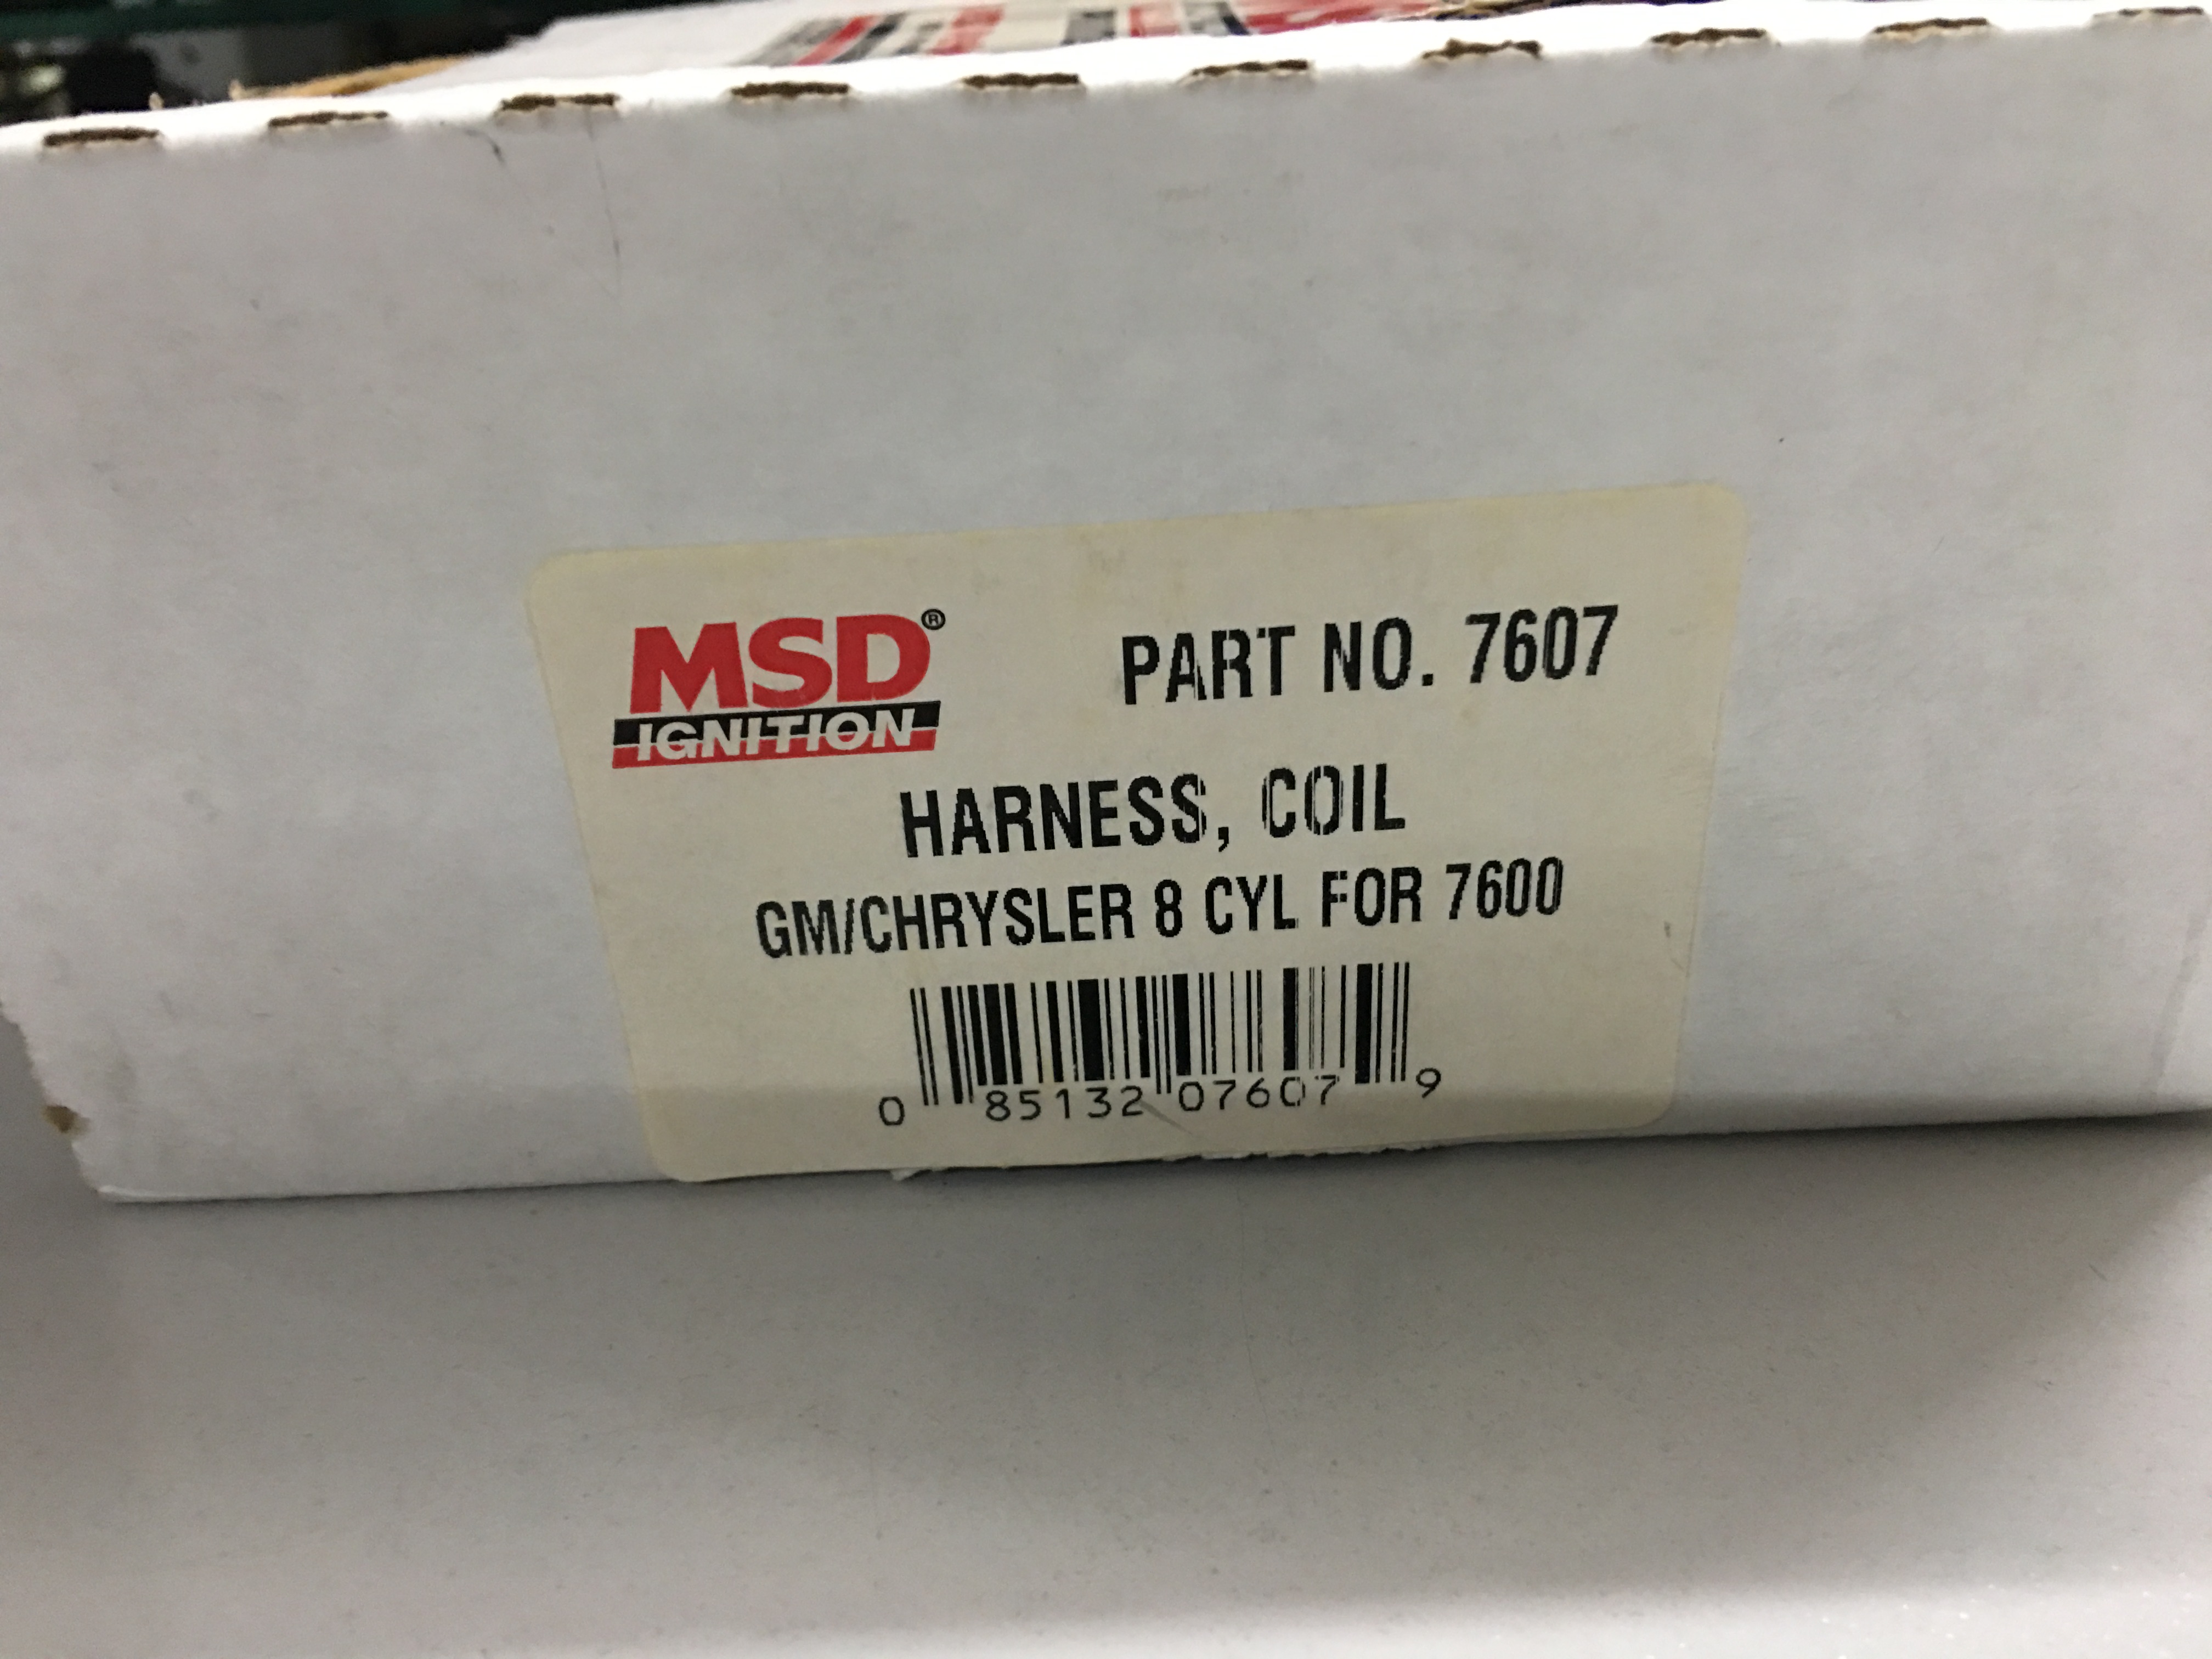 MSD®
IGNITION
PART NO. 7607
HARNESS, COIL
GM/CHRYSLER 8 CYL FOR 7600
0 85132 07607 9